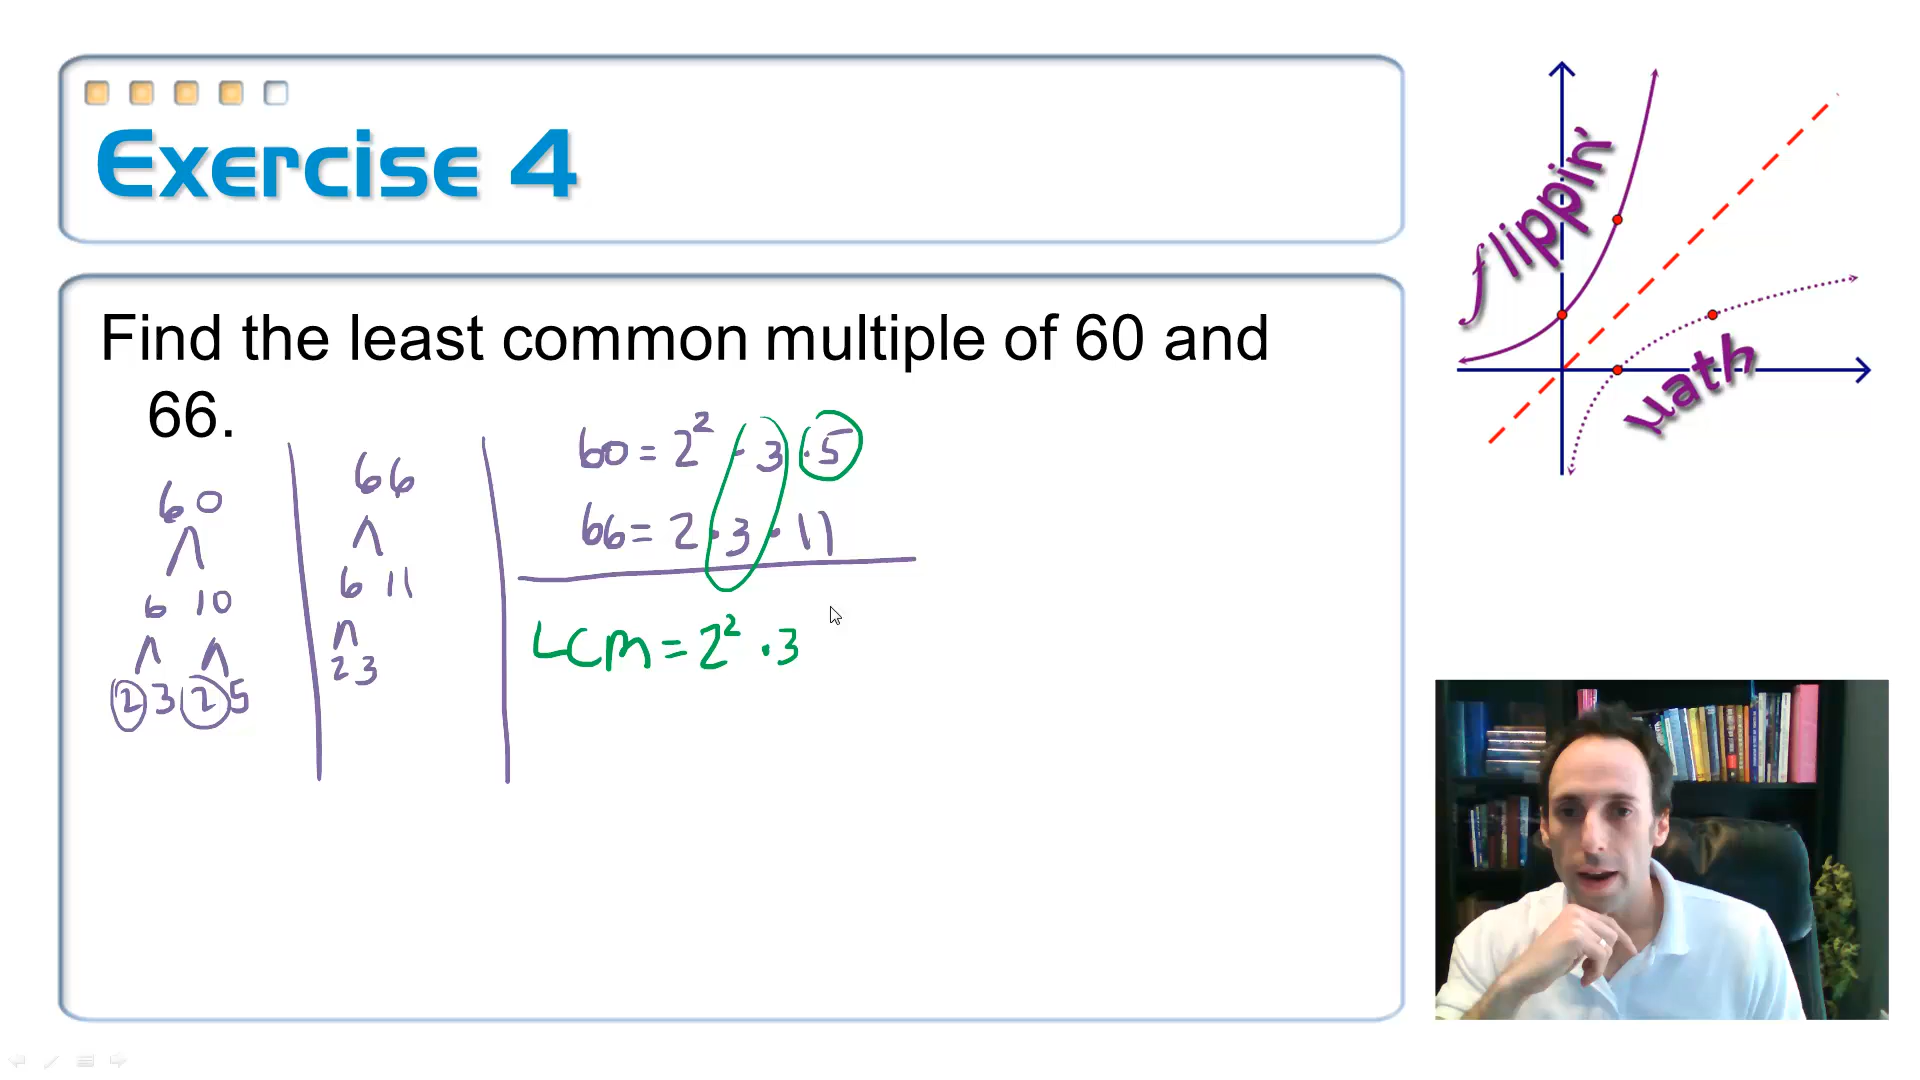 Exercise 4
Find the least common multiple of 60 and
66.
60
6 10
2 3 2 5
66
6 11
2 3
60 = 2² · 3 · 5
66 = 2 · 3 · 11
LCM = 2² · 3
flippin'
math